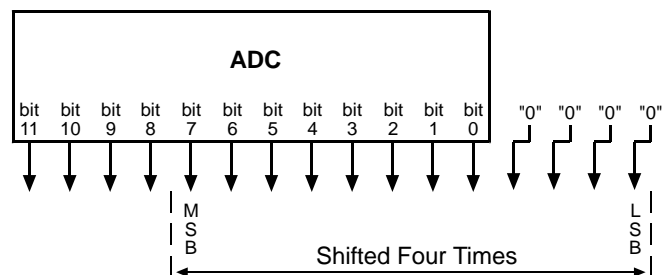 ADC
bit bit bit bit bit bit bit bit bit bit bit bit "0" "0" "0" "0"
11 10 9 8 7 6 5 4 3 2 1 0
M L
S S
B B
Shifted Four Times